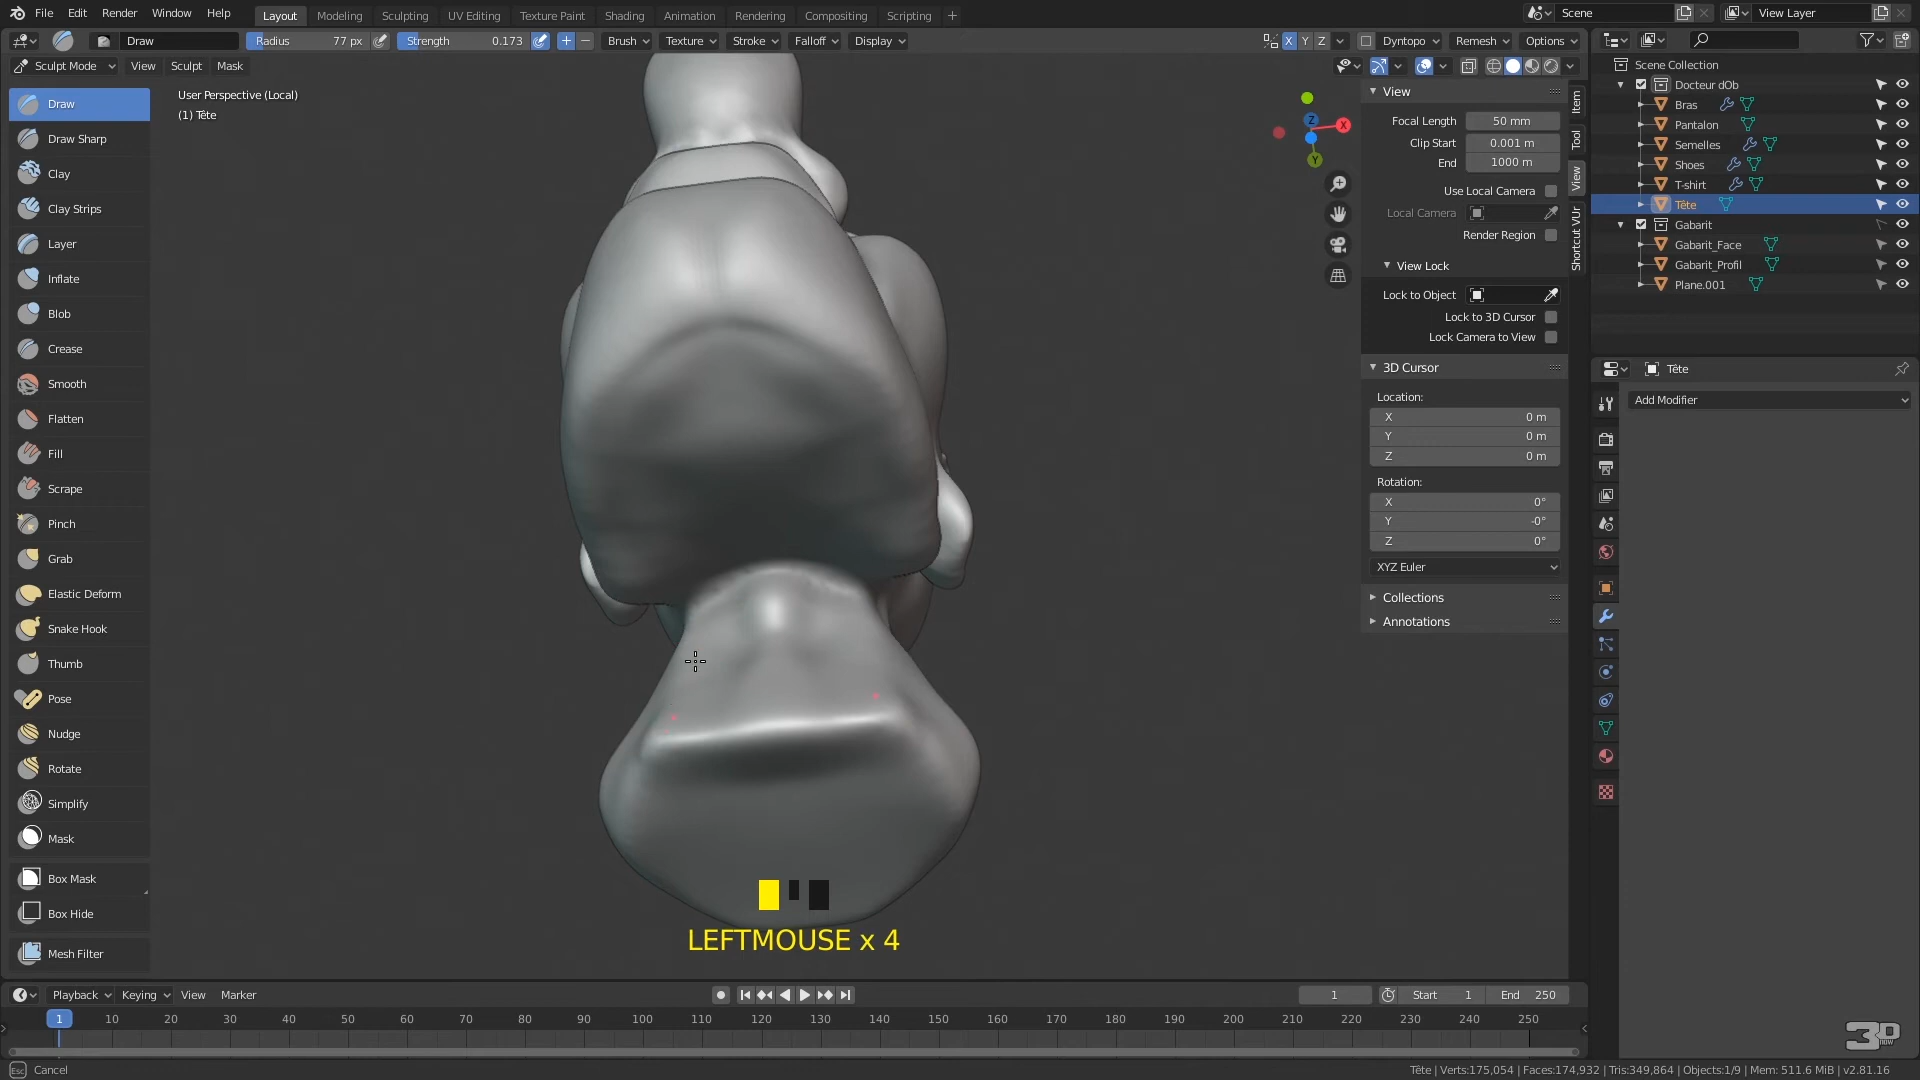 File Edit Render Window Help Layout Modeling Sculpting UV Editing Texture Paint Shading Animation Rendering Compositing Scripting + Scene View Layer
Draw Radius 77 px Strength 0.173 Brush Texture Stroke Falloff Display X Y Z Dyntopo Remesh Options
Sculpt Mode View Sculpt Mask
Scene Collection
Docteur dOb
Bras
Pantalon
Semelles
Shoes
T-shirt
Tête
Gabarit
Gabarit_Face
Gabarit_Profil
Plane.001
User Perspective (Local)
(1) Tête
Draw
Draw Sharp
Clay
Clay Strips
Layer
Inflate
Blob
Crease
Smooth
Flatten
Fill
Scrape
Pinch
Grab
Elastic Deform
Snake Hook
Thumb
Pose
Nudge
Rotate
Simplify
Mask
Box Mask
Box Hide
Mesh Filter
Z
X
Y
View
Focal Length 50 mm
Clip Start 0.001 m
End 1000 m
Use Local Camera
Local Camera
Render Region
View Lock
Lock to Object
Lock to 3D Cursor
Lock Camera to View
3D Cursor
Location:
X 0 m
Y 0 m
Z 0 m
Rotation:
X 0°
Y -0°
Z 0°
XYZ Euler
Collections
Annotations
Item
Tool
View
Shortcut VUr
Tête
Add Modifier
LEFTMOUSE x 4
Playback Keying View Marker 1 Start 1 End 250
1 10 20 30 40 50 60 70 80 90 100 110 120 130 140 150 160 170 180 190 200 210 220 230 240 250
3D
now
Esc Cancel Tête | Verts:175,054 | Faces:174,932 | Tris:349,864 | Objects:1/9 | Mem: 511.6 MiB | v2.81.16